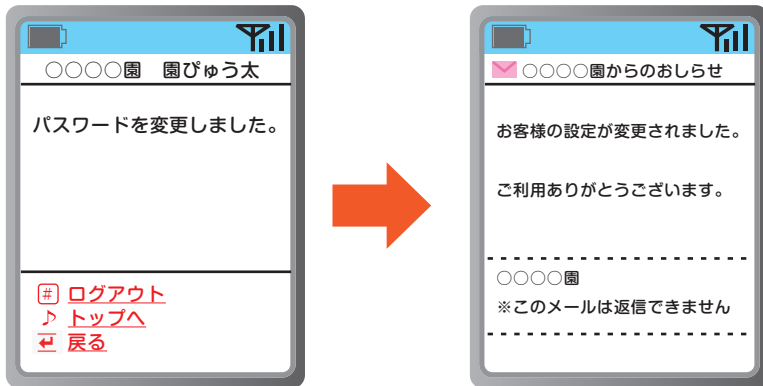 ○○○○園　園ぴゅう太
パスワードを変更しました。
# ログアウト
♪ トップへ
↵ 戻る
○○○○園からのおしらせ
お客様の設定が変更されました。
ご利用ありがとうございます。
○○○○園
※このメールは返信できません